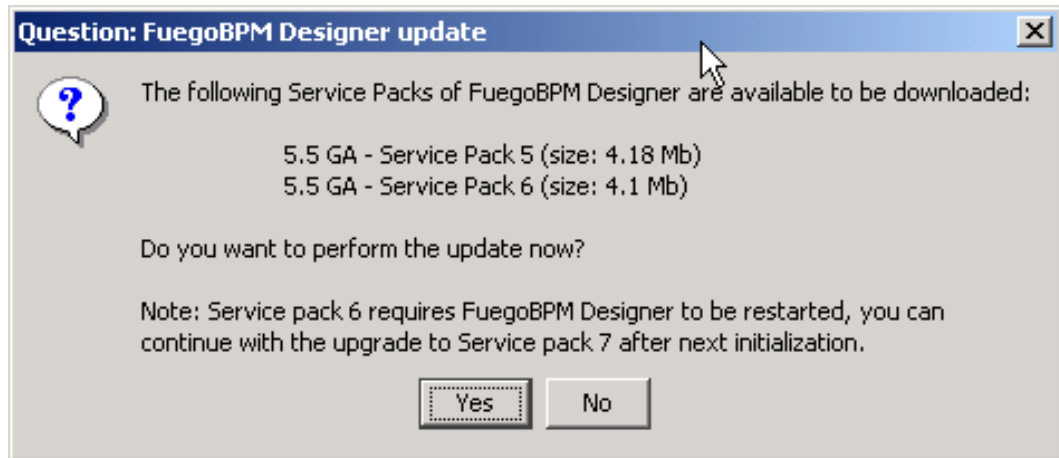 Question: FuegoBPM Designer update
The following Service Packs of FuegoBPM Designer are available to be downloaded:
5.5 GA - Service Pack 5 (size: 4.18 Mb)
5.5 GA - Service Pack 6 (size: 4.1 Mb)
Do you want to perform the update now?
Note: Service pack 6 requires FuegoBPM Designer to be restarted, you can
continue with the upgrade to Service pack 7 after next initialization.
Yes No